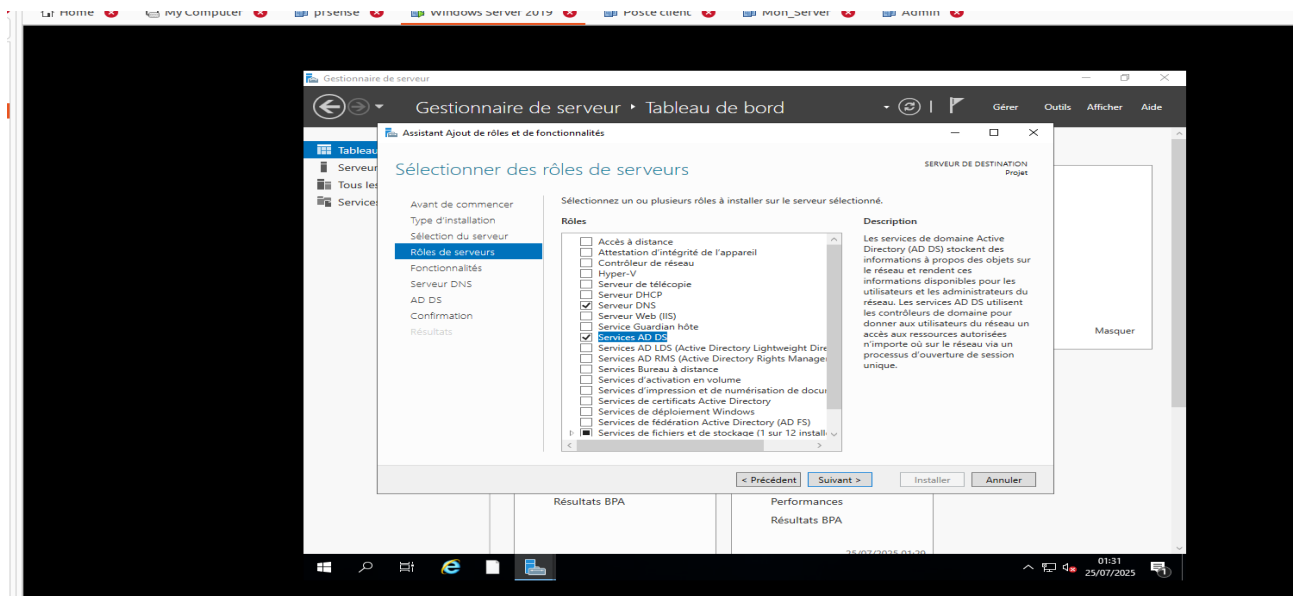 Home My Computer prsense Windows Server 2019 Poste client Mon_Server Admin
Gestionnaire de serveur
Gestionnaire de serveur ‣ Tableau de bord
Gérer Outils Afficher Aide
Assistant Ajout de rôles et de fonctionnalités
Tableau
Serveur
Tous les
Services
Sélectionner des rôles de serveurs
SERVEUR DE DESTINATION
Projet
Avant de commencer
Type d'installation
Sélection du serveur
Rôles de serveurs
Fonctionnalités
Serveur DNS
AD DS
Confirmation
Résultats
Sélectionnez un ou plusieurs rôles à installer sur le serveur sélectionné.
Rôles
Accès à distance
Attestation d'intégrité de l'appareil
Contrôleur de réseau
Hyper-V
Serveur de télécopie
Serveur DHCP
Serveur DNS
Serveur Web (IIS)
Service Guardian hôte
Services AD DS
Services AD LDS (Active Directory Lightweight Dire
Services AD RMS (Active Directory Rights Manage
Services Bureau à distance
Services d'activation en volume
Services d'impression et de numérisation de docu
Services de certificats Active Directory
Services de déploiement Windows
Services de fédération Active Directory (AD FS)
Services de fichiers et de stockage (1 sur 12 install
Description
Les services de domaine Active
Directory (AD DS) stockent des
informations à propos des objets sur
le réseau et rendent ces
informations disponibles pour les
utilisateurs et les administrateurs du
réseau. Les services AD DS utilisent
les contrôleurs de domaine pour
donner aux utilisateurs du réseau un
accès aux ressources autorisées
n'importe où sur le réseau via un
processus d'ouverture de session
unique.
Masquer
< Précédent Suivant > Installer Annuler
Résultats BPA
Performances
Résultats BPA
25/07/2025 01:20
01:31
25/07/2025
1